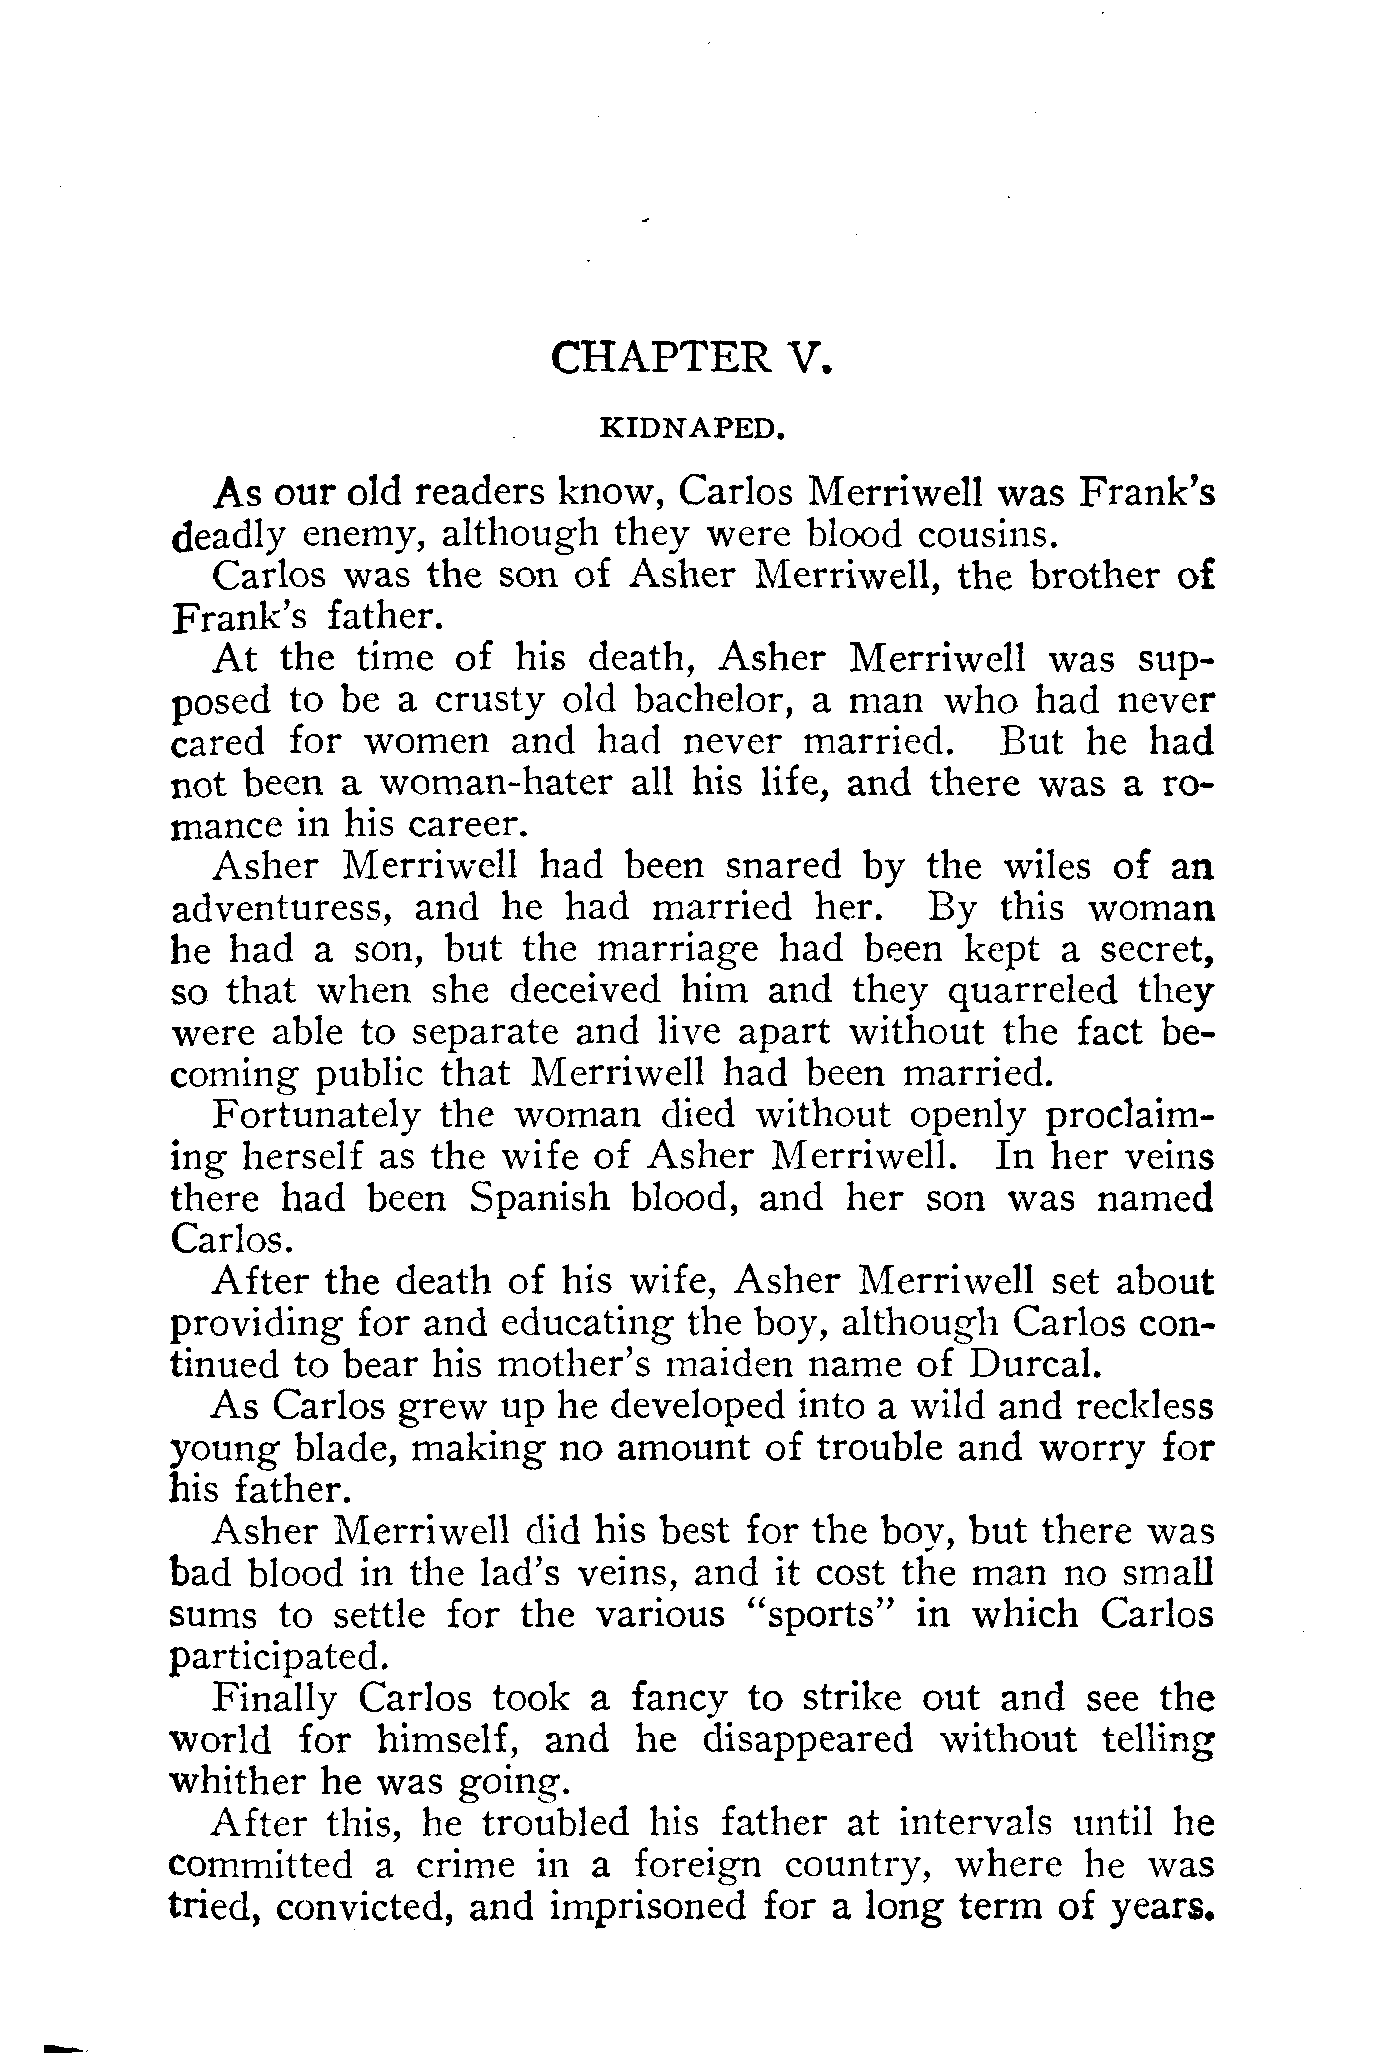 CHAPTER V.
KIDNAPED.
As our old readers know, Carlos Merriwell was Frank's
deadly enemy, although they were blood cousins.
Carlos was the son of Asher Merriwell, the brother of
Frank's father.
At the time of his death, Asher Merriwell was sup-
posed to be a crusty old bachelor, a man who had never
cared for women and had never married. But he had
not been a woman-hater all his life, and there was a ro-
mance in his career.
Asher Merriwell had been snared by the wiles of an
adventuress, and he had married her. By this woman
he had a son, but the marriage had been kept a secret,
so that when she deceived him and they quarreled they
were able to separate and live apart without the fact be-
coming public that Merriwell had been married.
Fortunately the woman died without openly proclaim-
ing herself as the wife of Asher Merriwell. In her veins
there had been Spanish blood, and her son was named
Carlos.
After the death of his wife, Asher Merriwell set about
providing for and educating the boy, although Carlos con-
tinued to bear his mother's maiden name of Durcal.
As Carlos grew up he developed into a wild and reckless
young blade, making no amount of trouble and worry for
his father.
Asher Merriwell did his best for the boy, but there was
bad blood in the lad's veins, and it cost the man no small
sums to settle for the various "sports" in which Carlos
participated.
Finally Carlos took a fancy to strike out and see the
world for himself, and he disappeared without telling
whither he was going.
After this, he troubled his father at intervals until he
committed a crime in a foreign country, where he was
tried, convicted, and imprisoned for a long term of years.